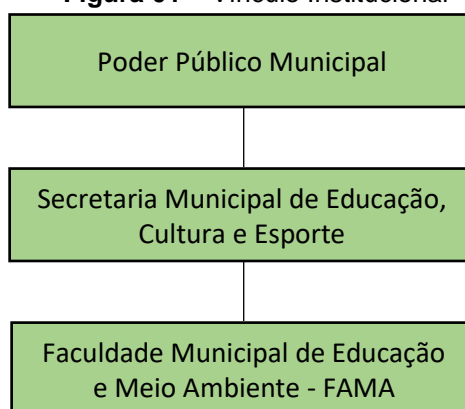 Poder Público Municipal
Secretaria Municipal de Educação,
Cultura e Esporte
Faculdade Municipal de Educação
e Meio Ambiente - FAMA